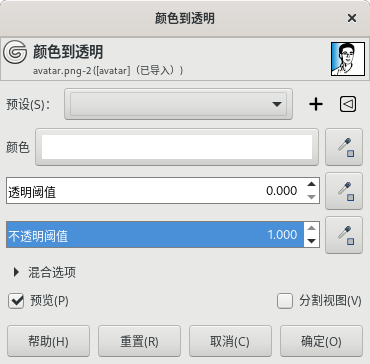 颜色到透明
颜色到透明
avatar.png-2 ([avatar]（已导入）)
预设(S)：
颜色
透明阈值 0.000
不透明阈值 1.000
混合选项
预览(P) 分割视图(V)
帮助(H) 重置(R) 取消(C) 确定(O)